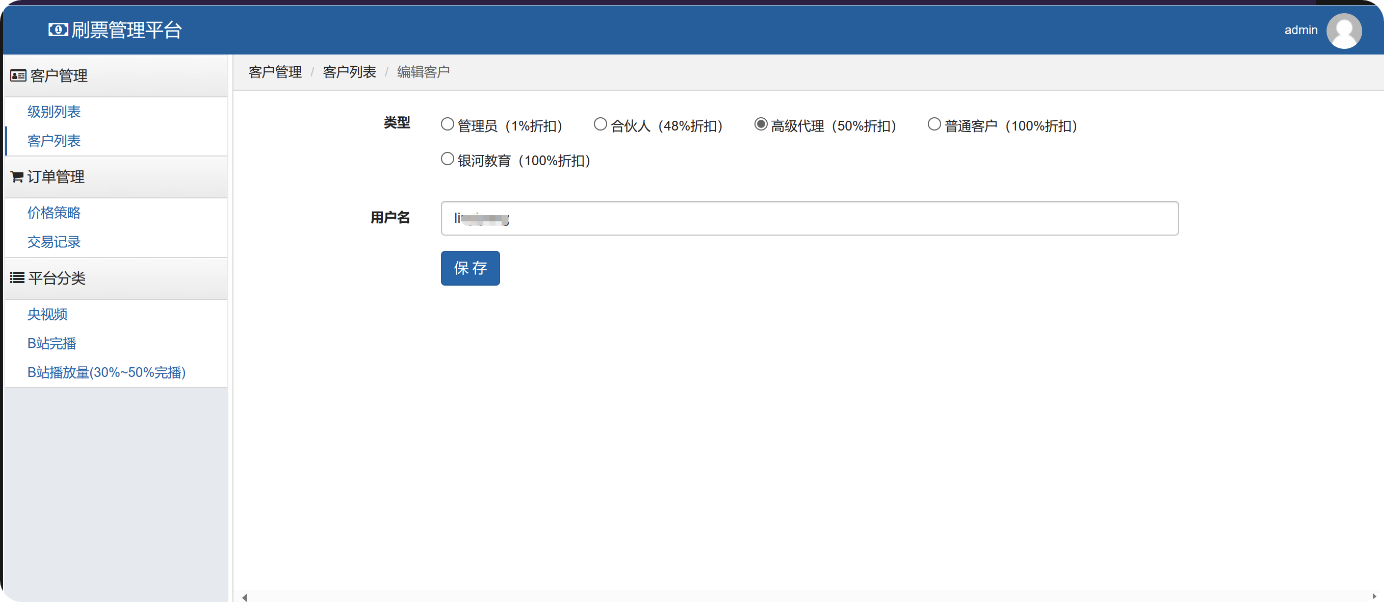 刷票管理平台
admin
客户管理
级别列表
客户列表
订单管理
价格策略
交易记录
平台分类
央视频
B站完播
B站播放量(30%~50%完播)
客户管理 / 客户列表 / 编辑客户
类型 管理员（1%折扣） 合伙人（48%折扣） 高级代理（50%折扣） 普通客户（100%折扣）
银河教育（100%折扣）
用户名
保 存